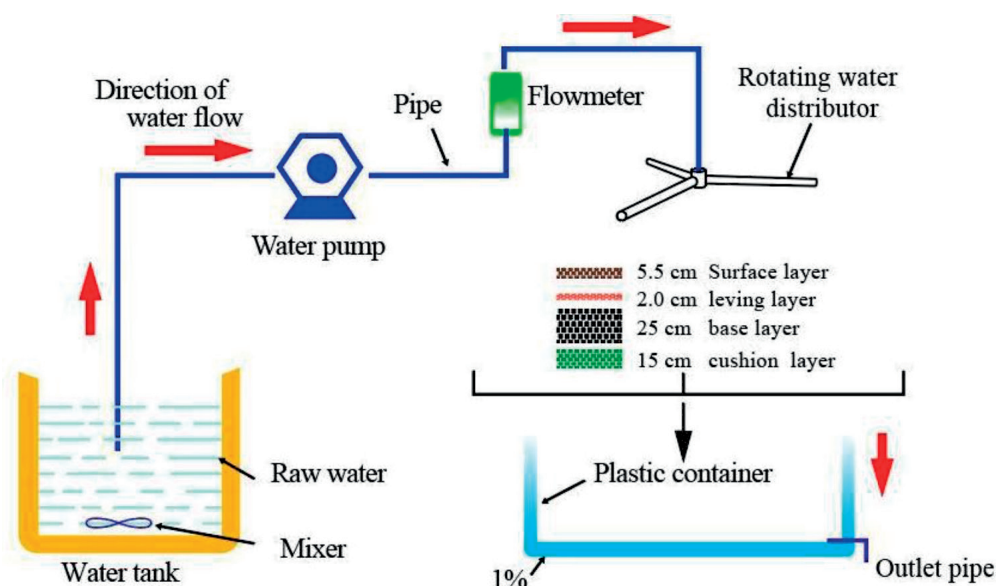 Direction of
water flow
Pipe
Flowmeter
Rotating water
distributor
Water pump
5.5 cm Surface layer
2.0 cm leving layer
25 cm base layer
15 cm cushion layer
Raw water
Plastic container
Mixer
Water tank
1%
Outlet pipe